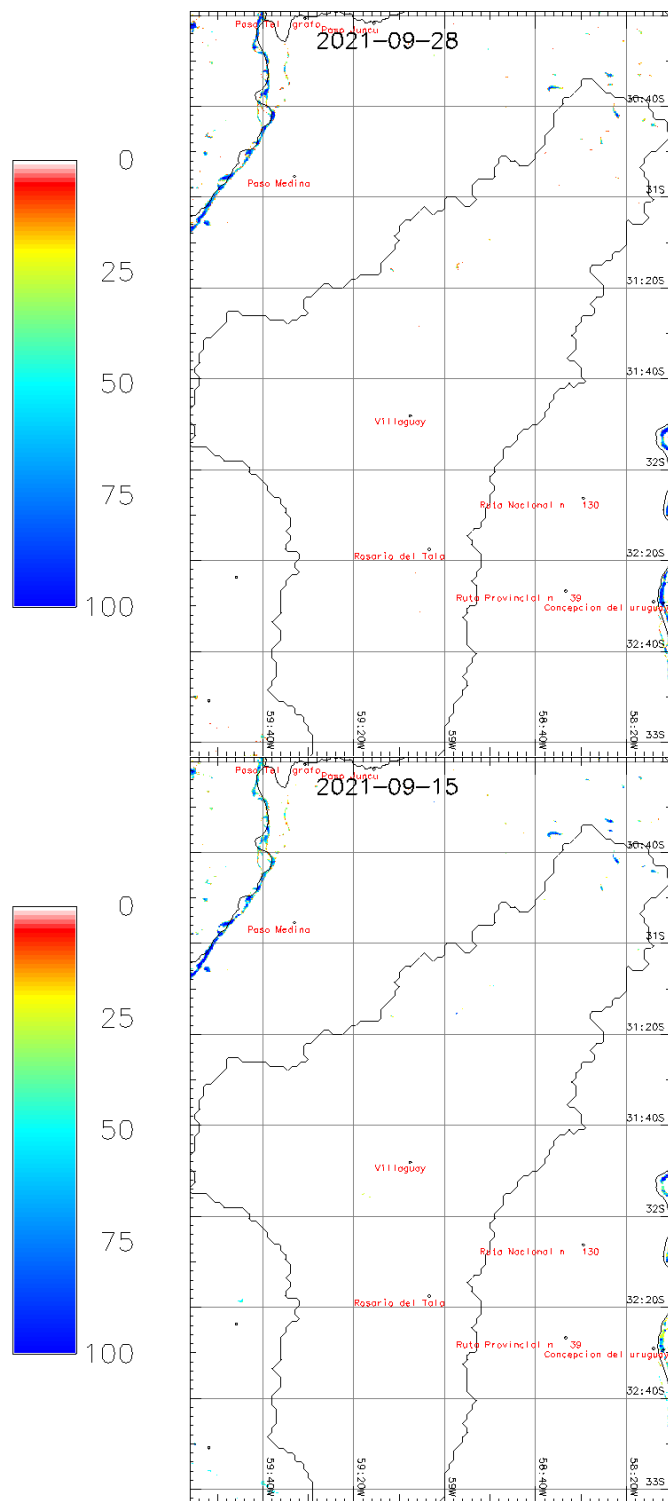 Paso Tel grafo
Paso Juncu
2021-09-28
30:40S
0
Paso Medina
31S
25
31:20S
50
31:40S
Villaguay
75
32S
Ruta Nacional n 130
Rosario del Tala
32:20S
100
Ruta Provincial n 39
Concepcion del uruguay
32:40S
59:40W
59:20W
59W
58:40W
58:20W
33S
Paso Tel grafo
Paso Juncu
2021-09-15
30:40S
0
Paso Medina
31S
25
31:20S
50
31:40S
Villaguay
75
32S
Ruta Nacional n 130
Rosario del Tala
32:20S
100
Ruta Provincial n 39
Concepcion del uruguay
32:40S
59:40W
59:20W
59W
58:40W
58:20W
33S